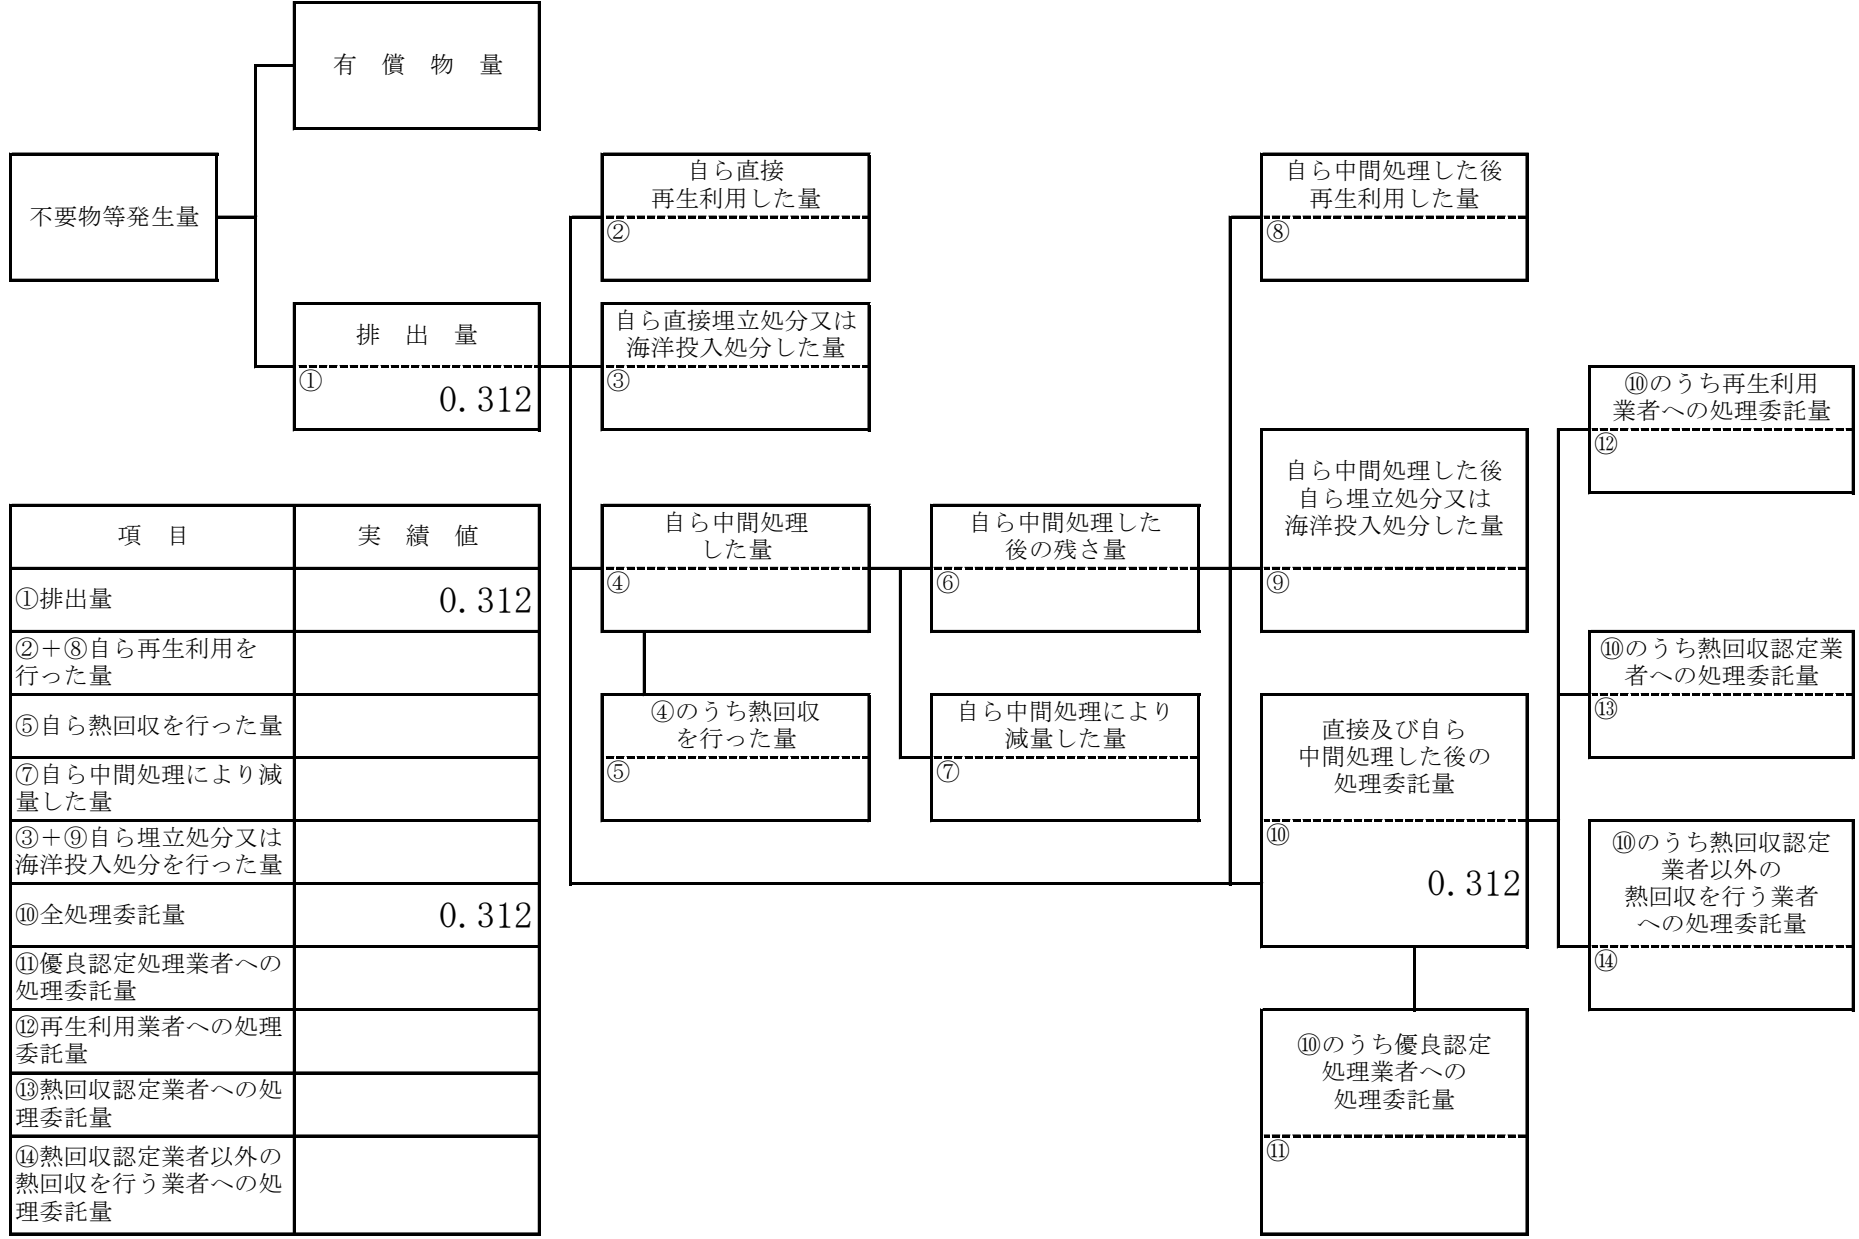 有　償　物　量
不要物等発生量
排　出　量
①
0.312
自ら直接
再生利用した量
②
自ら直接埋立処分又は
海洋投入処分した量
③
自ら中間処理
した量
④
④のうち熱回収
を行った量
⑤
自ら中間処理した
後の残さ量
⑥
自ら中間処理により
減量した量
⑦
自ら中間処理した後
再生利用した量
⑧
自ら中間処理した後
自ら埋立処分又は
海洋投入処分した量
⑨
直接及び自ら
中間処理した後の
処理委託量
⑩
0.312
⑩のうち優良認定
処理業者への
処理委託量
⑪
⑩のうち再生利用
業者への処理委託量
⑫
⑩のうち熱回収認定業
者への処理委託量
⑬
⑩のうち熱回収認定
業者以外の
熱回収を行う業者
への処理委託量
⑭
項　目　実　績　値
①排出量　0.312
②＋⑧自ら再生利用を
行った量
⑤自ら熱回収を行った量
⑦自ら中間処理により減
量した量
③＋⑨自ら埋立処分又は
海洋投入処分を行った量
⑩全処理委託量　0.312
⑪優良認定処理業者への
処理委託量
⑫再生利用業者への処理
委託量
⑬熱回収認定業者への処
理委託量
⑭熱回収認定業者以外の
熱回収を行う業者への処
理委託量